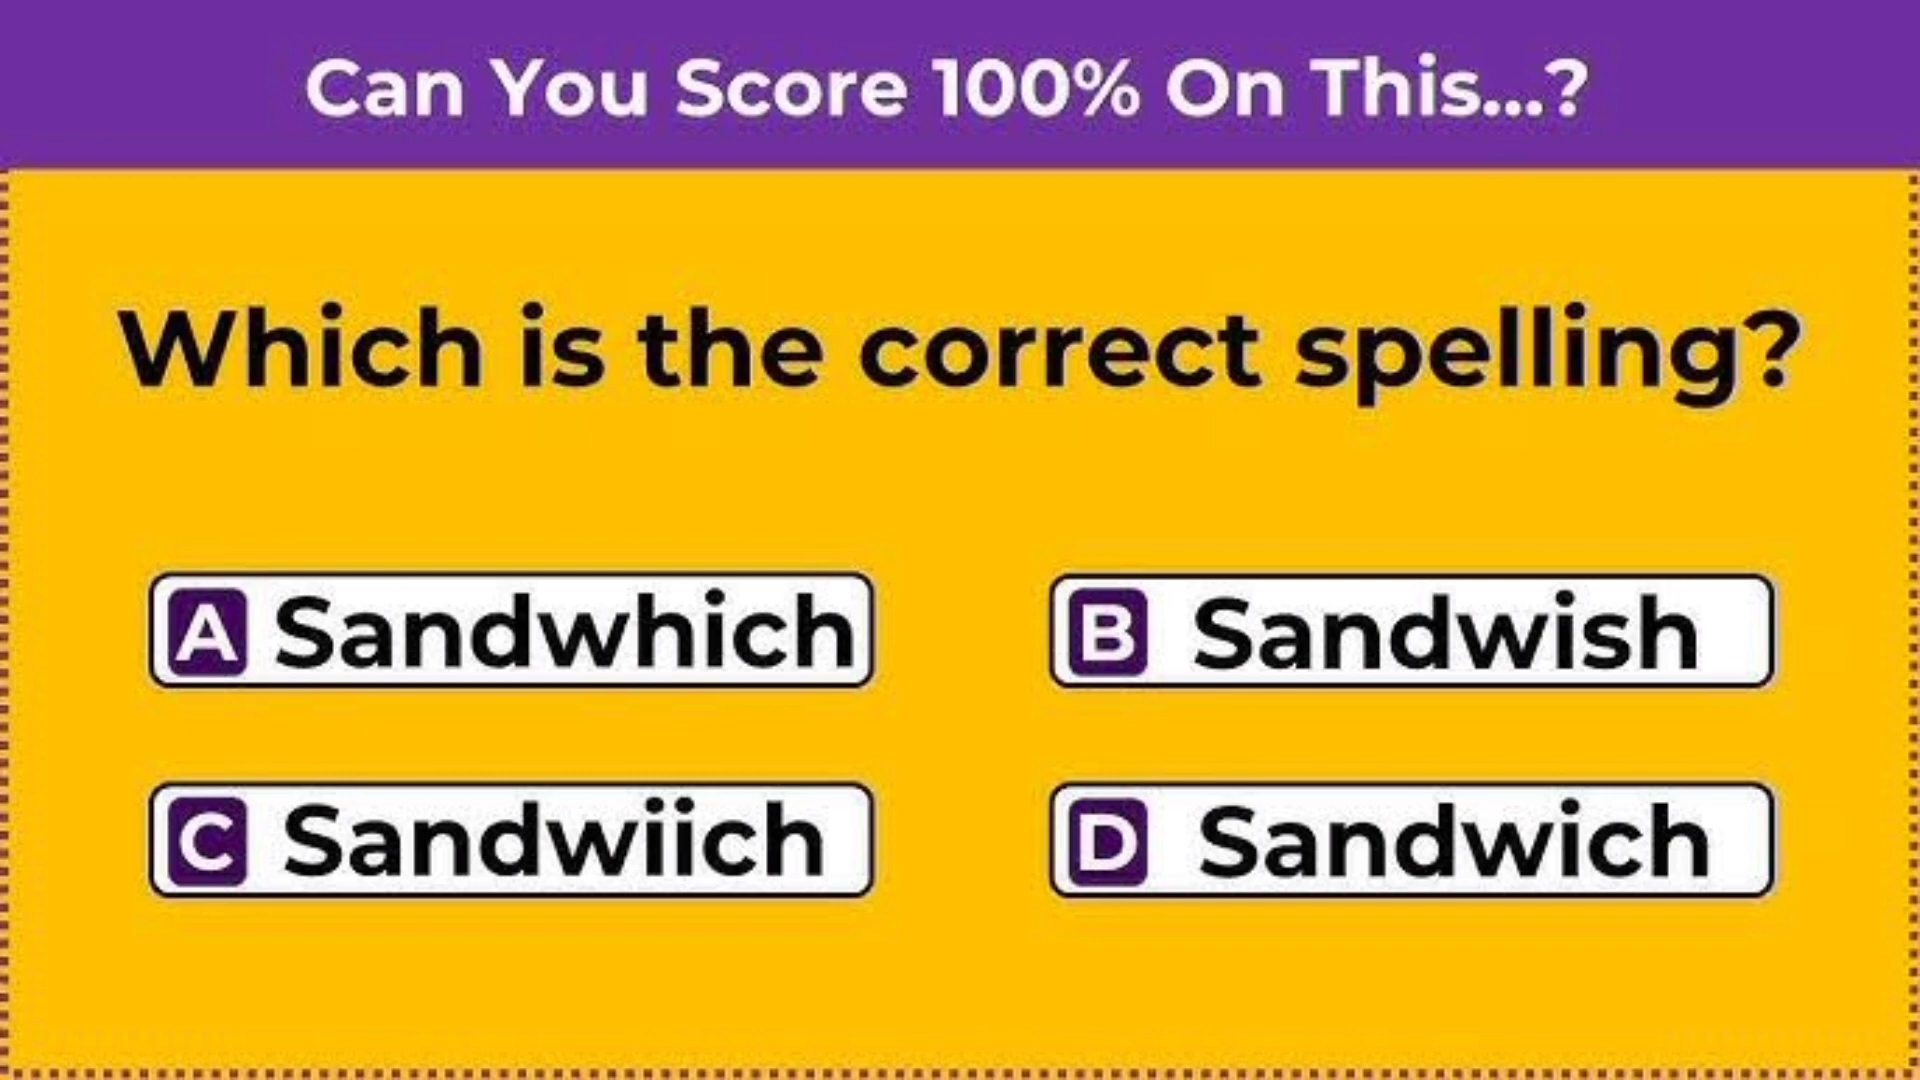 Can You Score 100% On This...?
Which is the correct spelling?
A Sandwhich
B Sandwish
C Sandwiich
D Sandwich